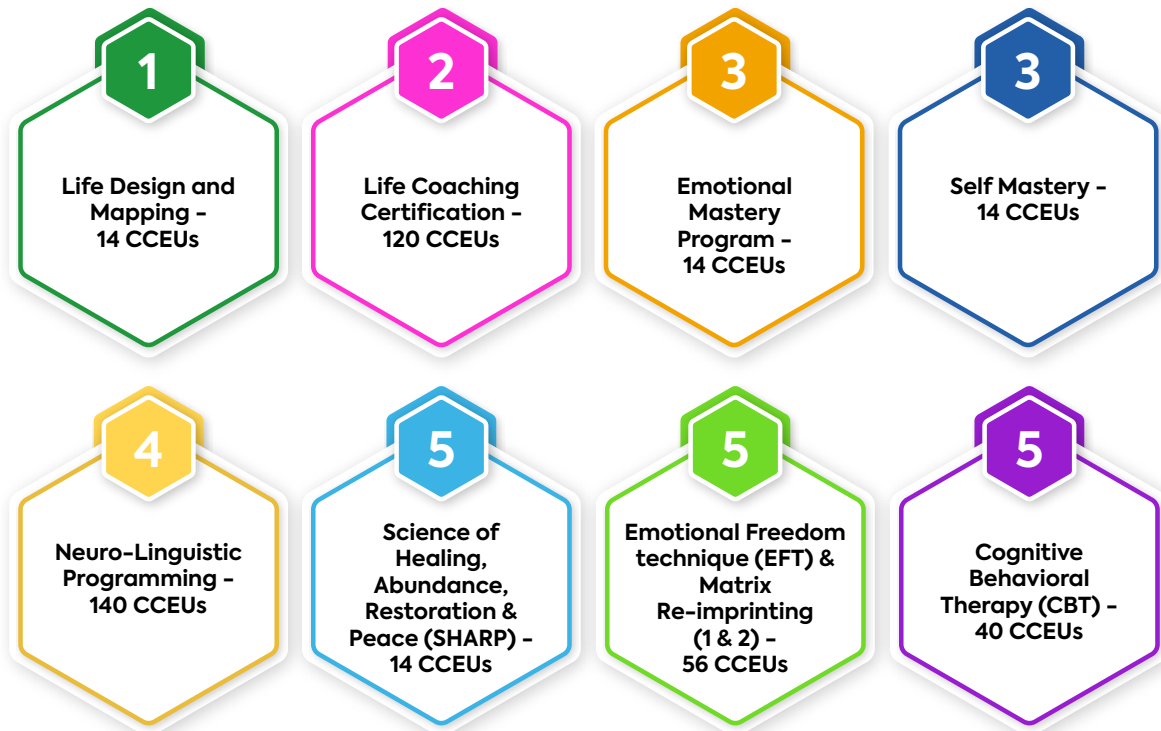 1
Life Design and
Mapping -
14 CCEUs
2
Life Coaching
Certification -
120 CCEUs
3
Emotional
Mastery
Program -
14 CCEUs
3
Self Mastery -
14 CCEUs
4
Neuro-Linguistic
Programming -
140 CCEUs
5
Science of
Healing,
Abundance,
Restoration &
Peace (SHARP) -
14 CCEUs
5
Emotional Freedom
technique (EFT) &
Matrix
Re-imprinting
(1 & 2) -
56 CCEUs
5
Cognitive
Behavioral
Therapy (CBT) -
40 CCEUs